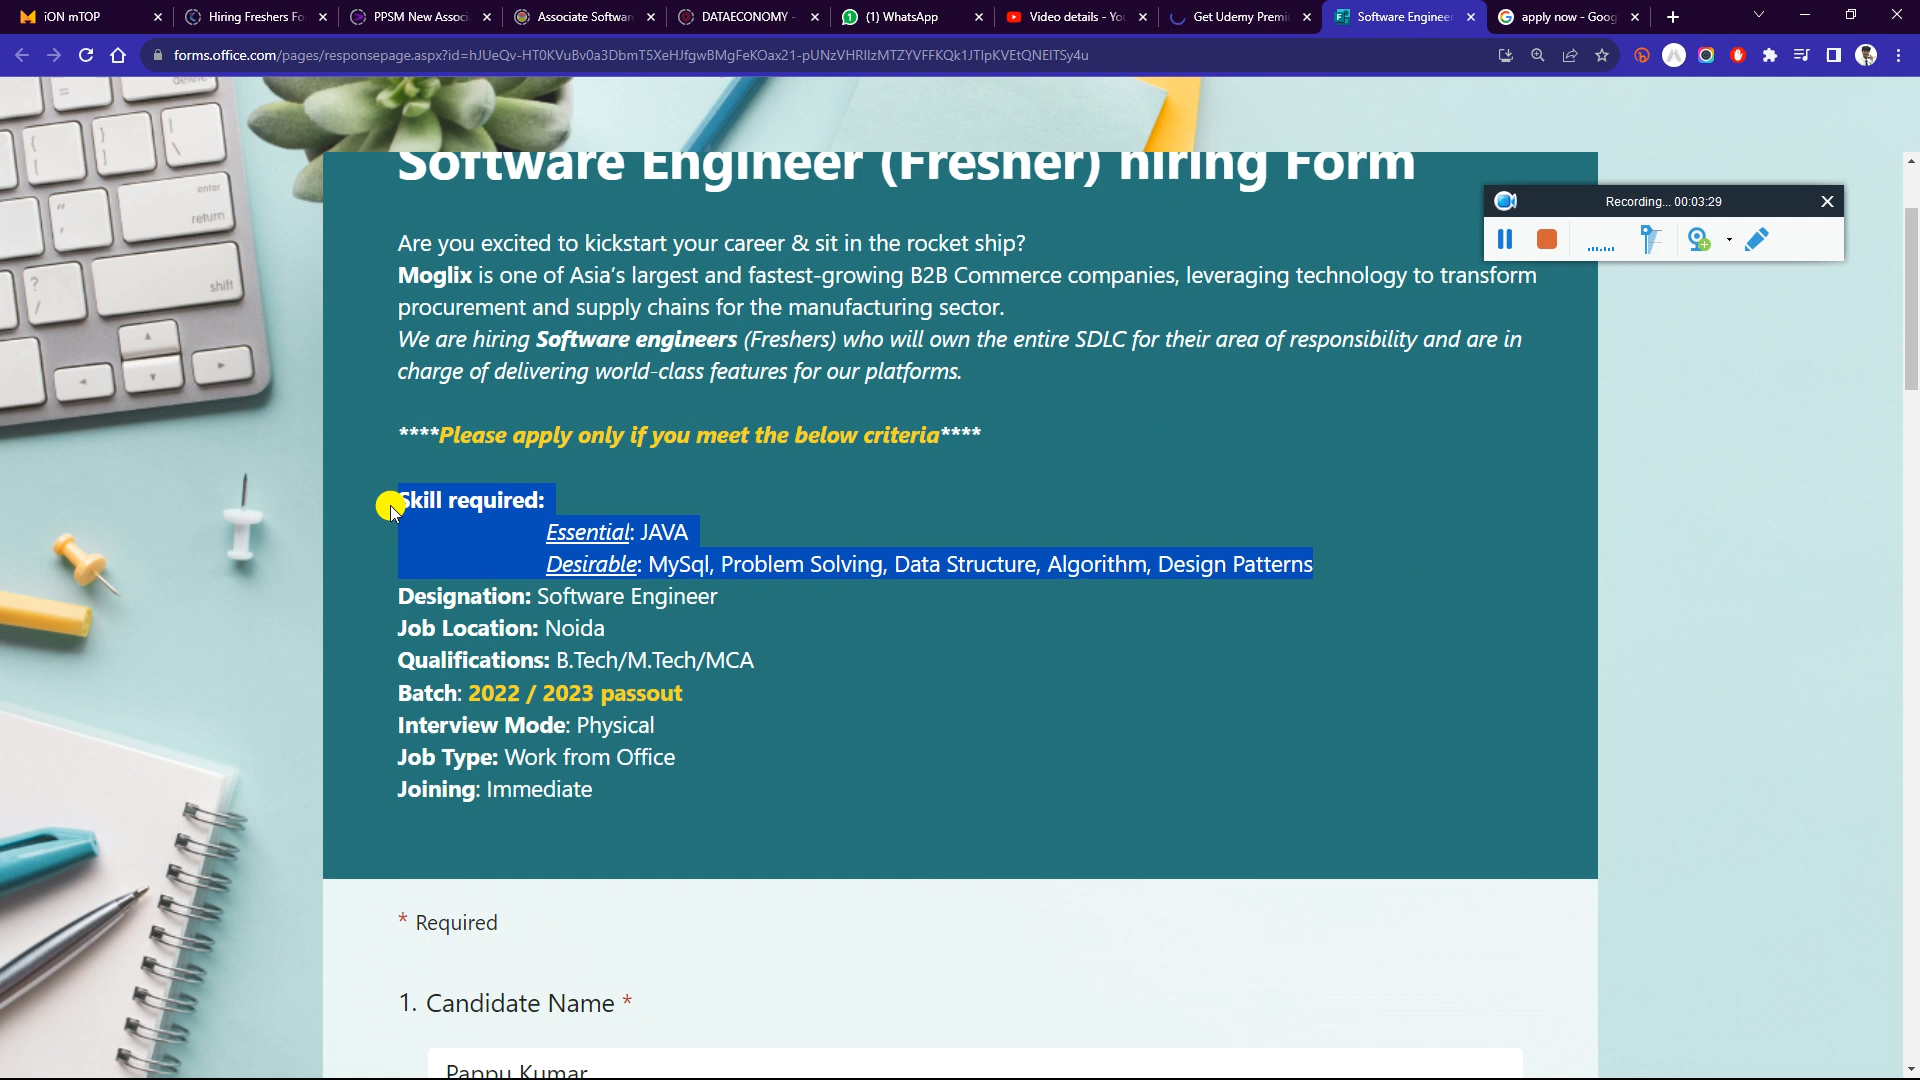 iON mTOP
Hiring Freshers Fo
PPSM New Assoc
Associate Softwar
DATAECONOMY -
(1) WhatsApp
Video details - Yo
Get Udemy Premi
Software Enginee
apply now - Goog
forms.office.com/pages/responsepage.aspx?id=hJUeQv-HT0KVuBv0a3DbmT5XeHJfgwBMgFeKOax21-pUNzVHRIIzMTZYVFFKQk1JTlpKVEtQNElTSy4u
delete
enter
return
shift
Software Engineer (Fresher) hiring Form
Recording... 00:03:29
Are you excited to kickstart your career & sit in the rocket ship?
Moglix is one of Asia's largest and fastest-growing B2B Commerce companies, leveraging technology to transform
procurement and supply chains for the manufacturing sector.
We are hiring Software engineers (Freshers) who will own the entire SDLC for their area of responsibility and are in
charge of delivering world-class features for our platforms.
****Please apply only if you meet the below criteria****
Skill required:
Essential: JAVA
Desirable: MySql, Problem Solving, Data Structure, Algorithm, Design Patterns
Designation: Software Engineer
Job Location: Noida
Qualifications: B.Tech/M.Tech/MCA
Batch: 2022 / 2023 passout
Interview Mode: Physical
Job Type: Work from Office
Joining: Immediate
* Required
1. Candidate Name *
Pappu Kumar